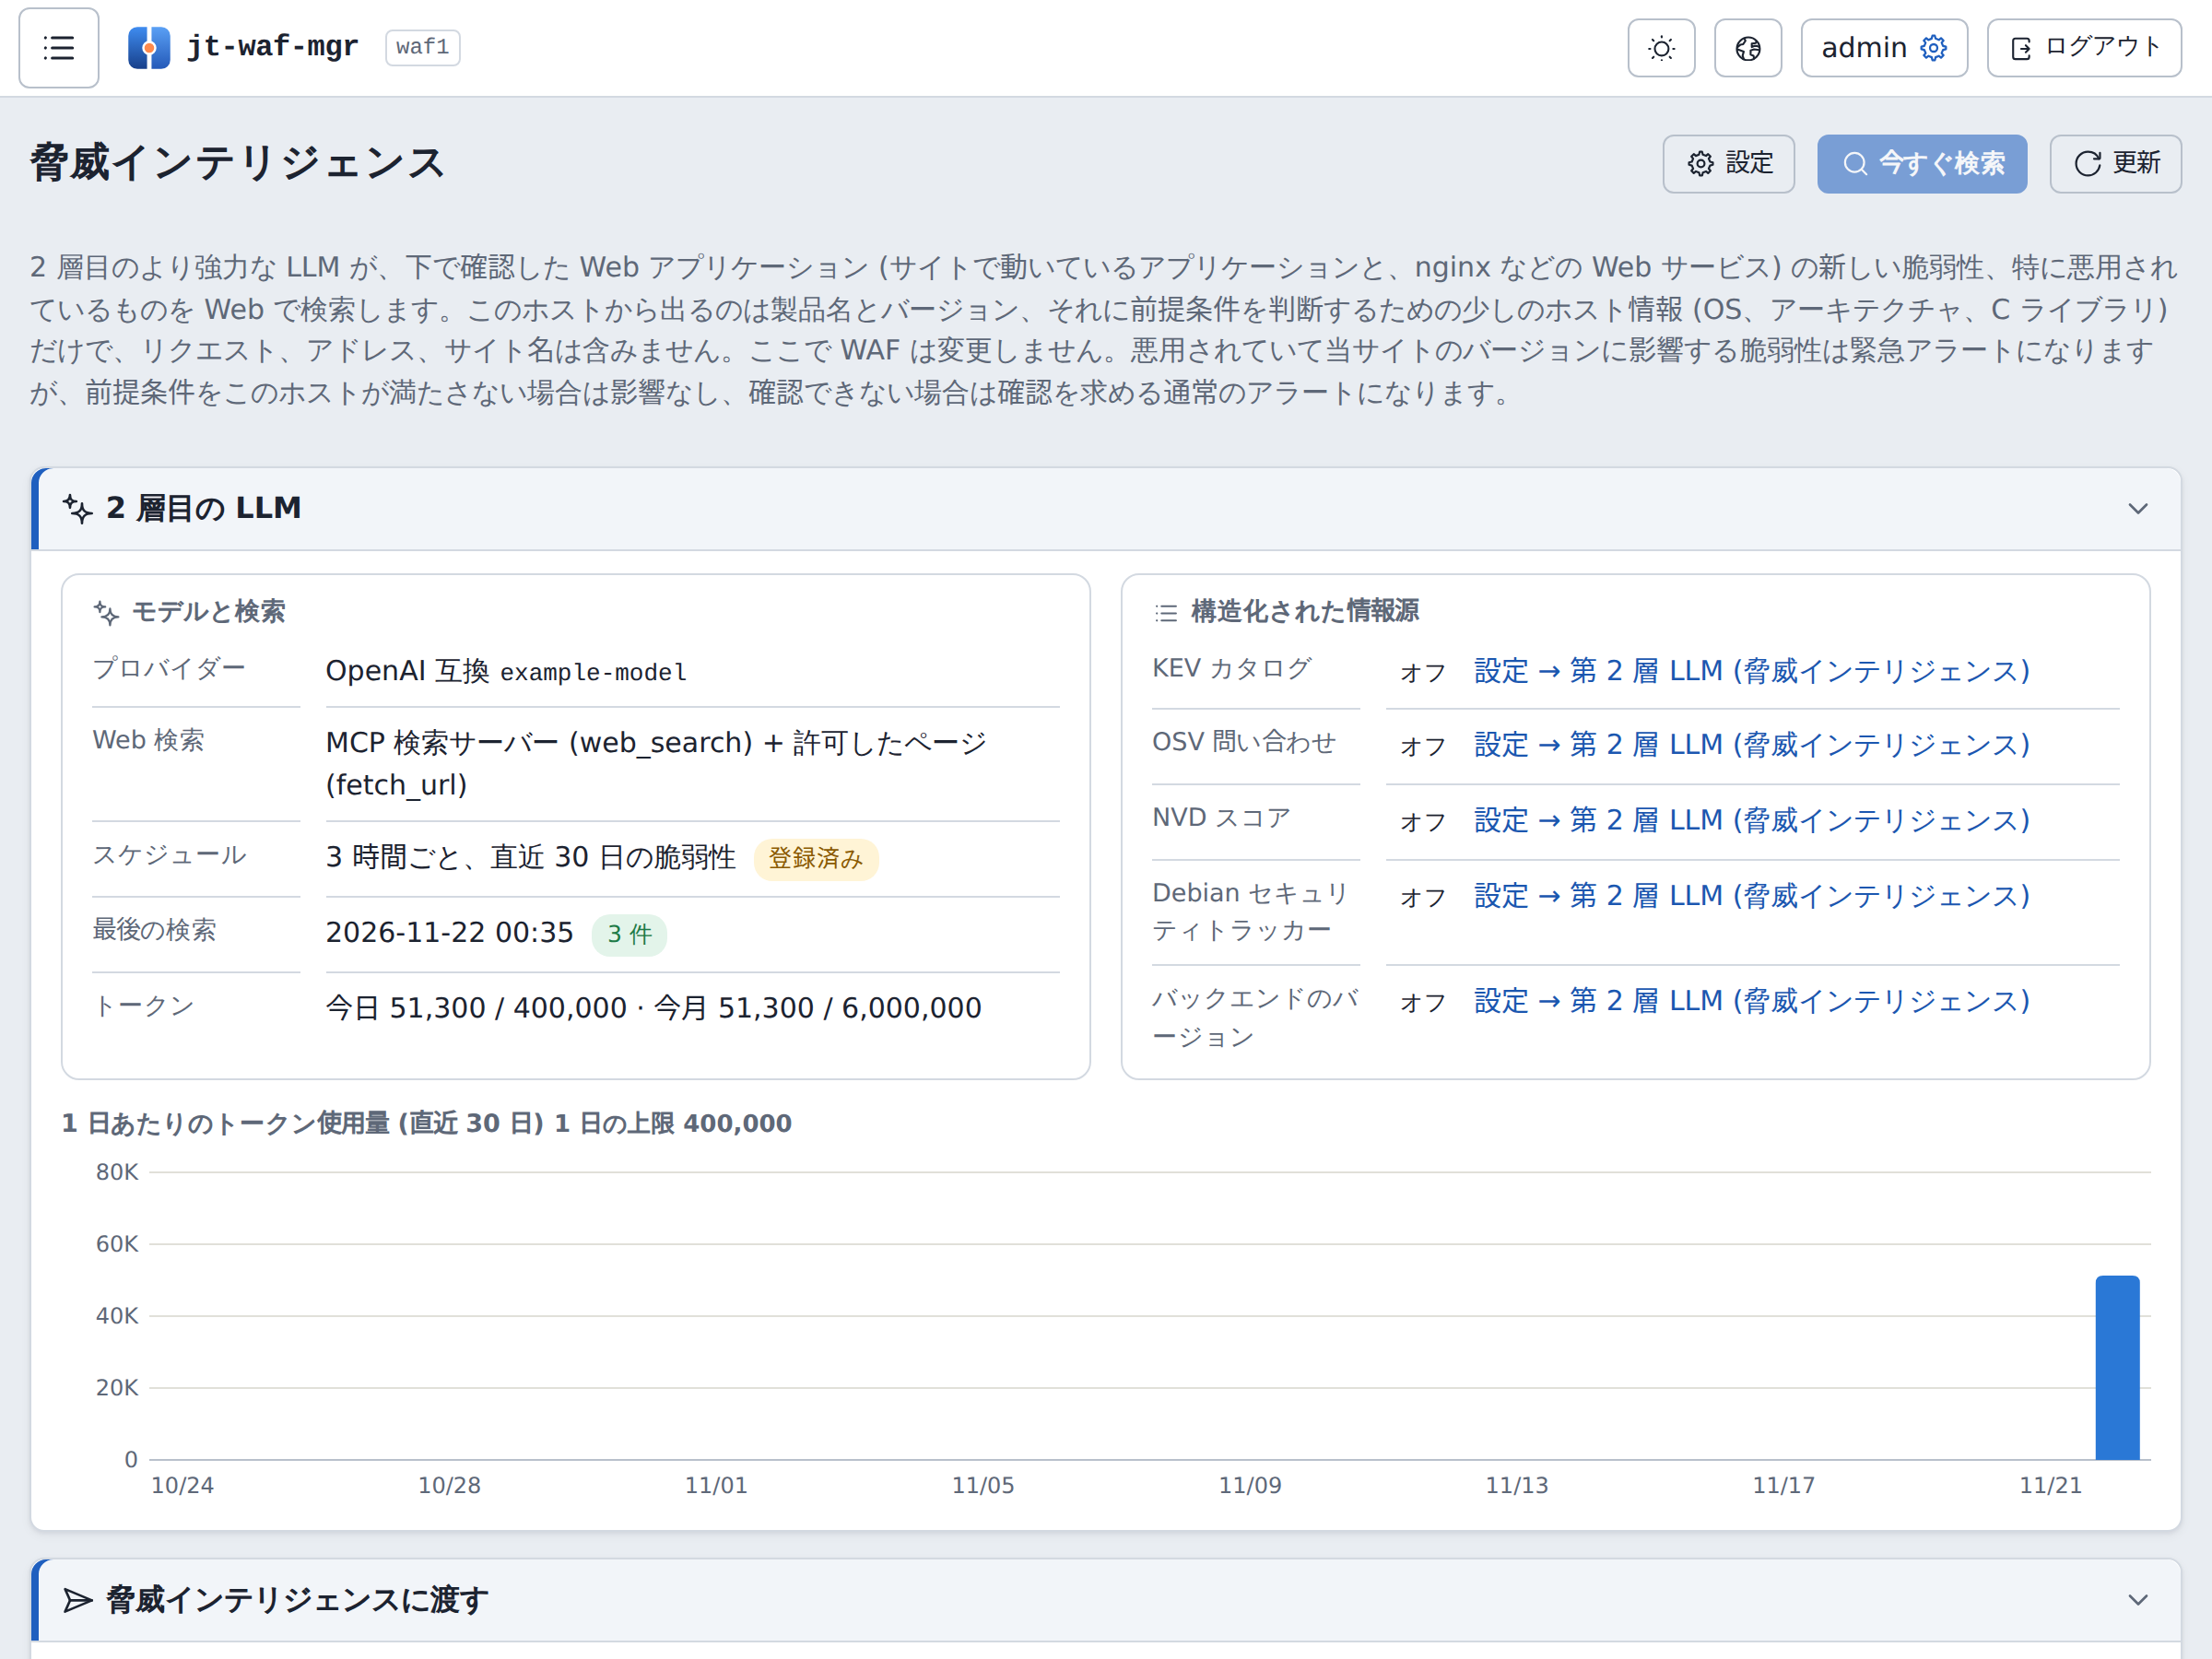 jt-waf-mgr waf1 admin ログアウト
脅威インテリジェンス 設定 今すぐ検索 更新
2 層目のより強力な LLM が、下で確認した Web アプリケーション (サイトで動いているアプリケーションと、nginx などの Web サービス) の新しい脆弱性、特に悪用され
ているものを Web で検索します。このホストから出るのは製品名とバージョン、それに前提条件を判断するための少しのホスト情報 (OS、アーキテクチャ、C ライブラリ)
だけで、リクエスト、アドレス、サイト名は含みません。ここで WAF は変更しません。悪用されていて当サイトのバージョンに影響する脆弱性は緊急アラートになります
が、前提条件をこのホストが満たさない場合は影響なし、確認できない場合は確認を求める通常のアラートになります。
2 層目の LLM
モデルと検索
プロバイダー OpenAI 互換 example-model
Web 検索 MCP 検索サーバー (web_search) + 許可したページ
(fetch_url)
スケジュール 3 時間ごと、直近 30 日の脆弱性 登録済み
最後の検索 2026-11-22 00:35 3 件
トークン 今日 51,300 / 400,000 · 今月 51,300 / 6,000,000
構造化された情報源
KEV カタログ オフ 設定 → 第 2 層 LLM (脅威インテリジェンス)
OSV 問い合わせ オフ 設定 → 第 2 層 LLM (脅威インテリジェンス)
NVD スコア オフ 設定 → 第 2 層 LLM (脅威インテリジェンス)
Debian セキュリ オフ 設定 → 第 2 層 LLM (脅威インテリジェンス)
ティトラッカー
バックエンドのバ オフ 設定 → 第 2 層 LLM (脅威インテリジェンス)
ージョン
1 日あたりのトークン使用量 (直近 30 日) 1 日の上限 400,000
80K
60K
40K
20K
0
10/24 10/28 11/01 11/05 11/09 11/13 11/17 11/21
脅威インテリジェンスに渡す